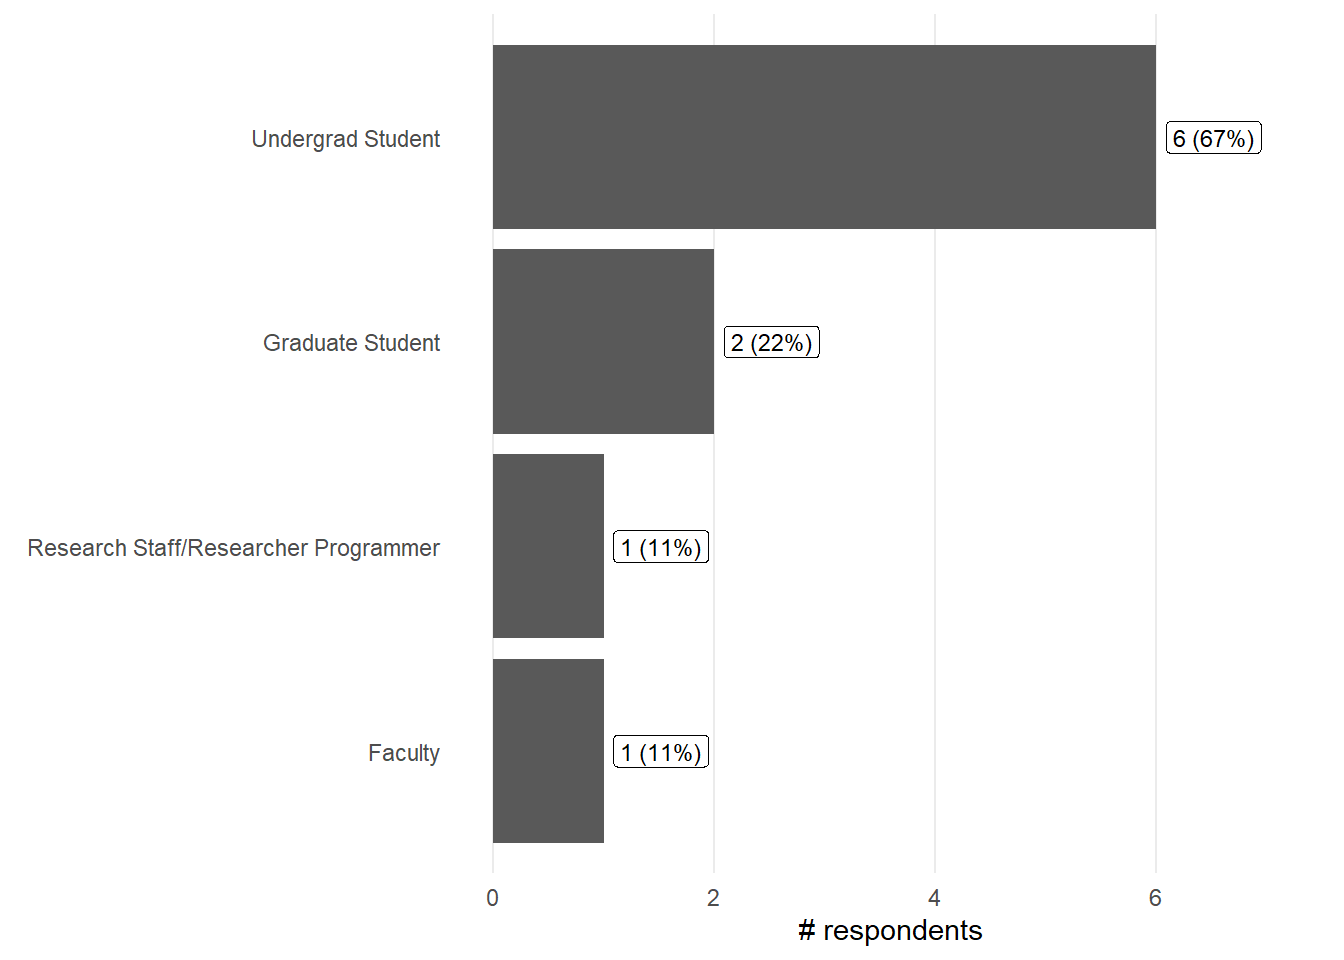 Undergrad Student
6 (67%)
Graduate Student
2 (22%)
Research Staff/Researcher Programmer
1 (11%)
Faculty
1 (11%)
0 2 4 6
# respondents